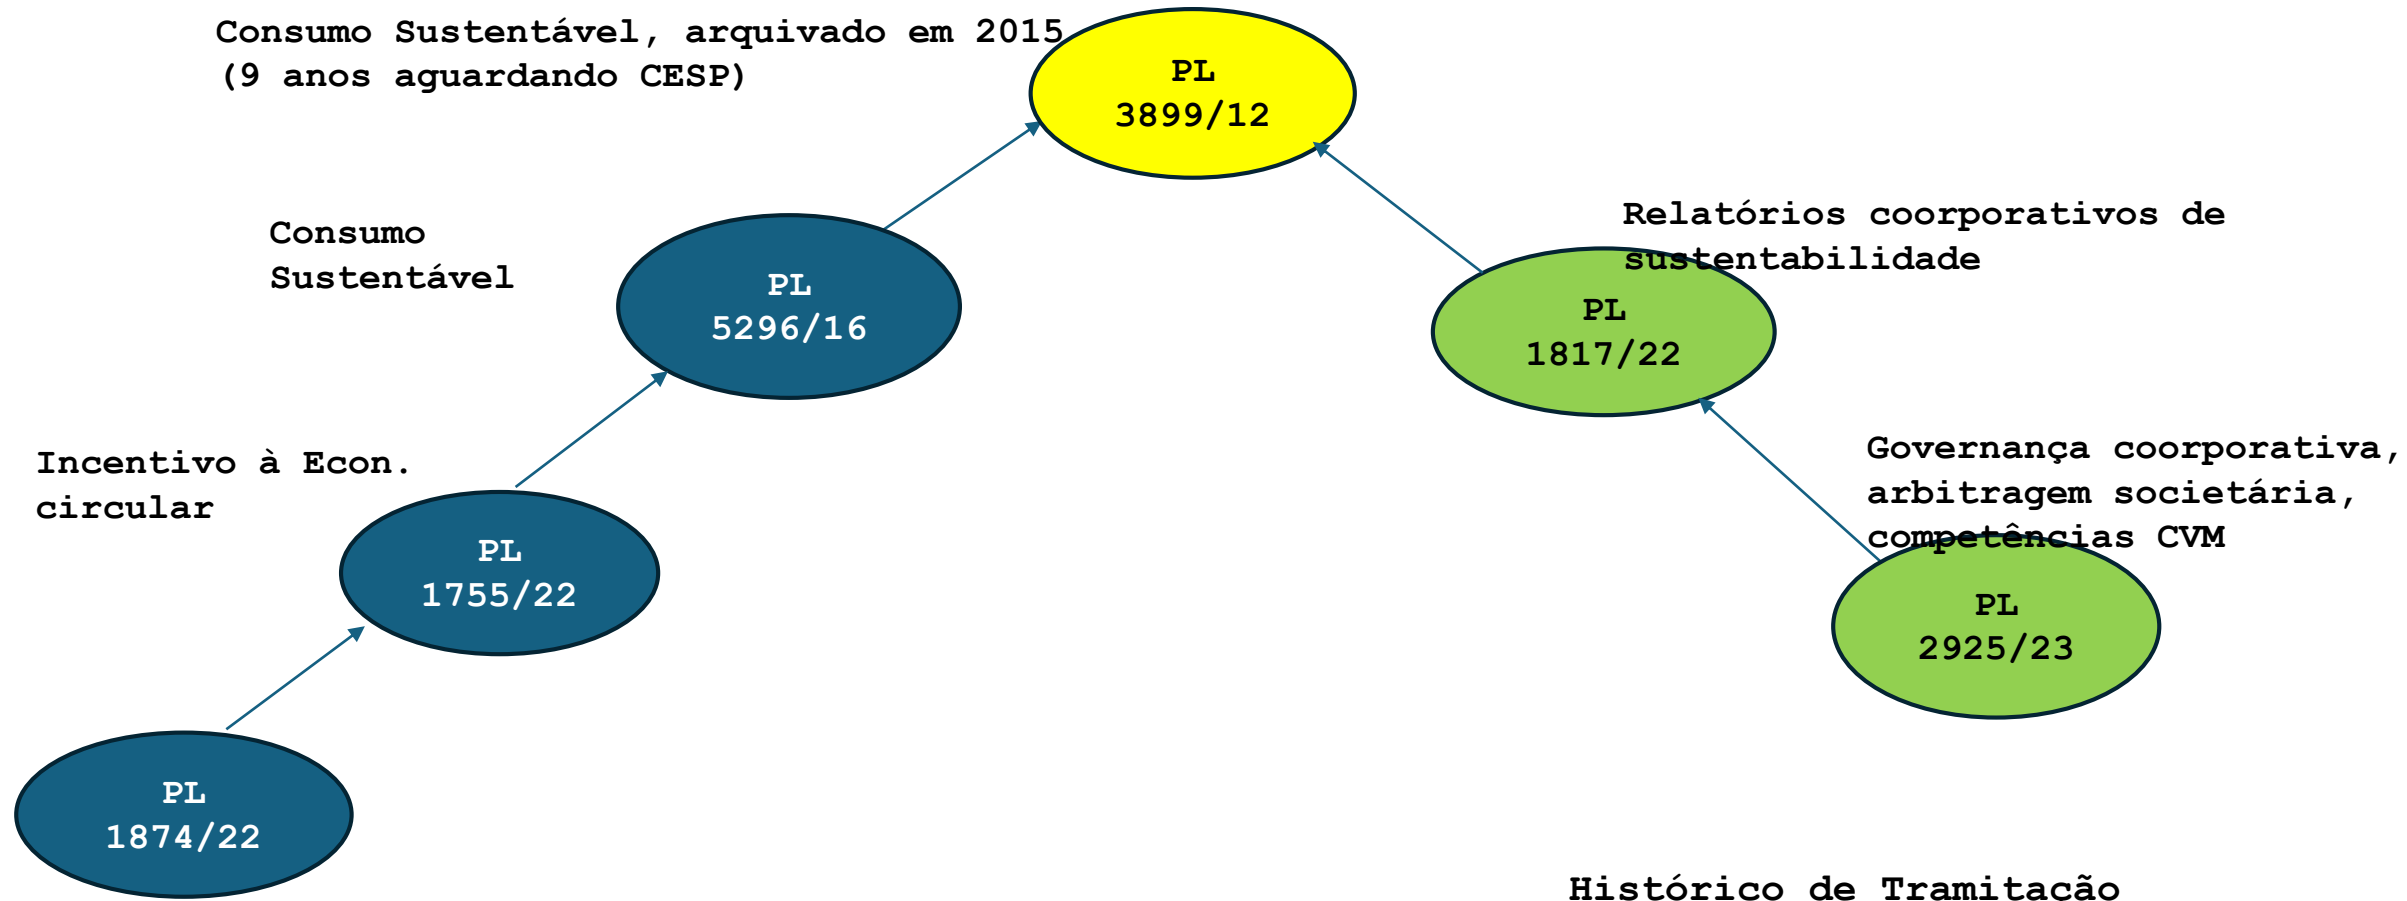 Consumo Sustentável, arquivado em 2015
(9 anos aguardando CESP)
PL
3899/12
Consumo
Sustentável
PL
5296/16
Relatórios coorporativos de
sustentabilidade
PL
1817/22
Incentivo à Econ.
circular
PL
1755/22
Governança coorporativa,
arbitragem societária,
competências CVM
PL
2925/23
PL
1874/22
Histórico de Tramitacão